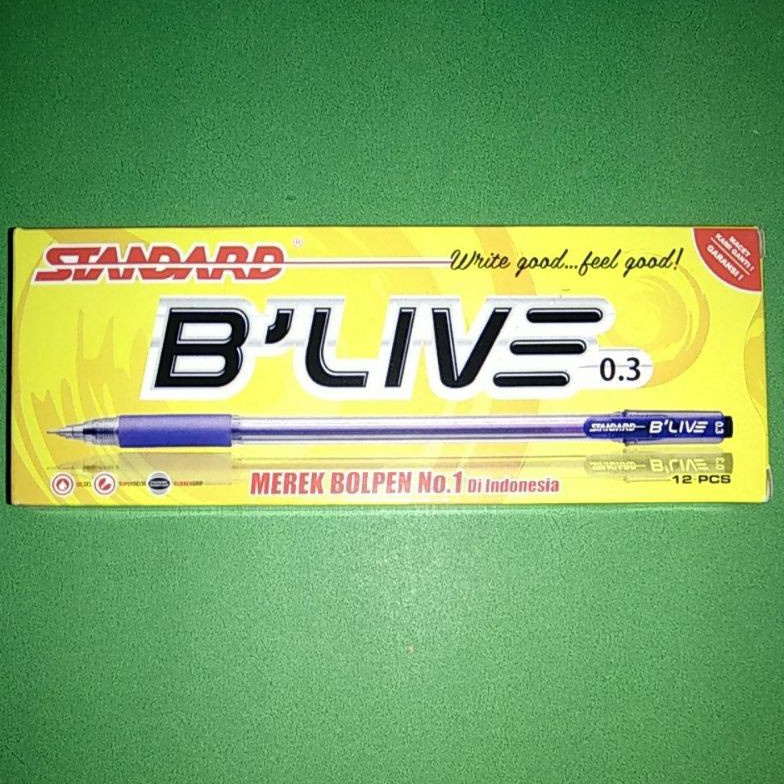 STANDARD®
Write good...feel good!
MACET
KAMI GANTI!
GARANSI!
B'LIVE 0.3
STANDARD B'LIVE 0.3
MEREK BOLPEN No.1 Di Indonesia
12 PCS